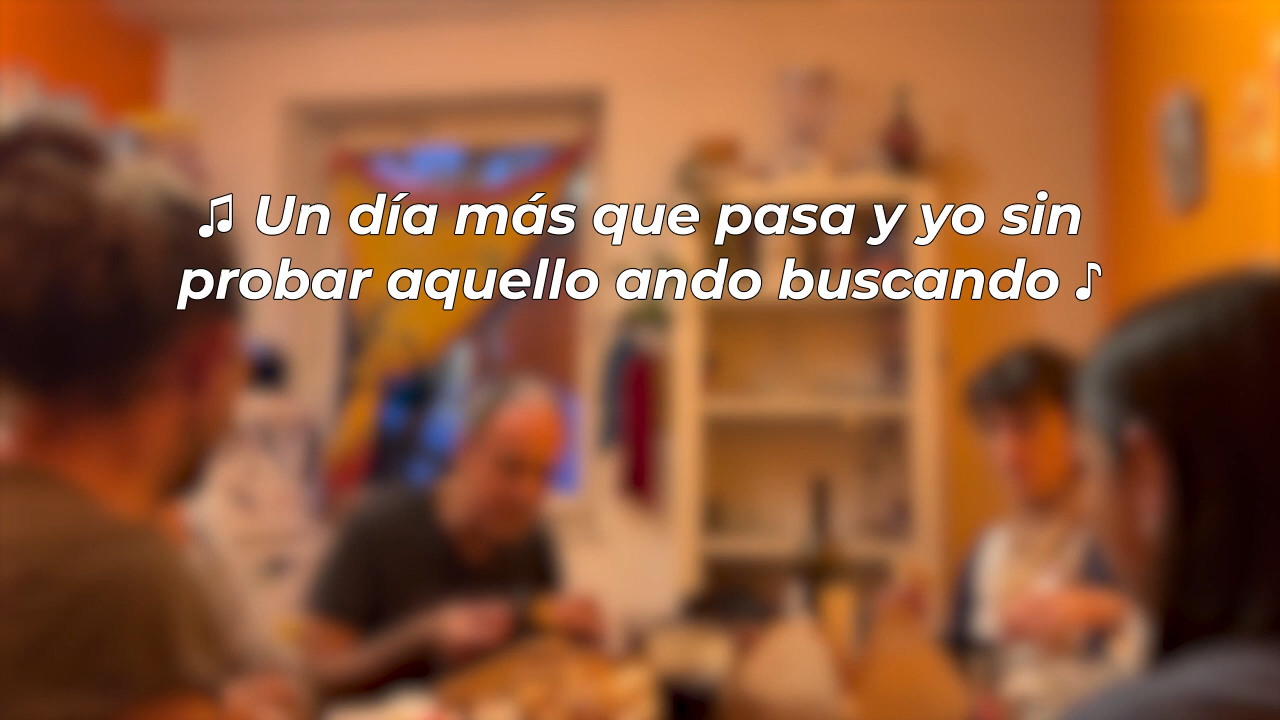 ♫ Un día más que pasa y yo sin
probar aquello ando buscando ♪